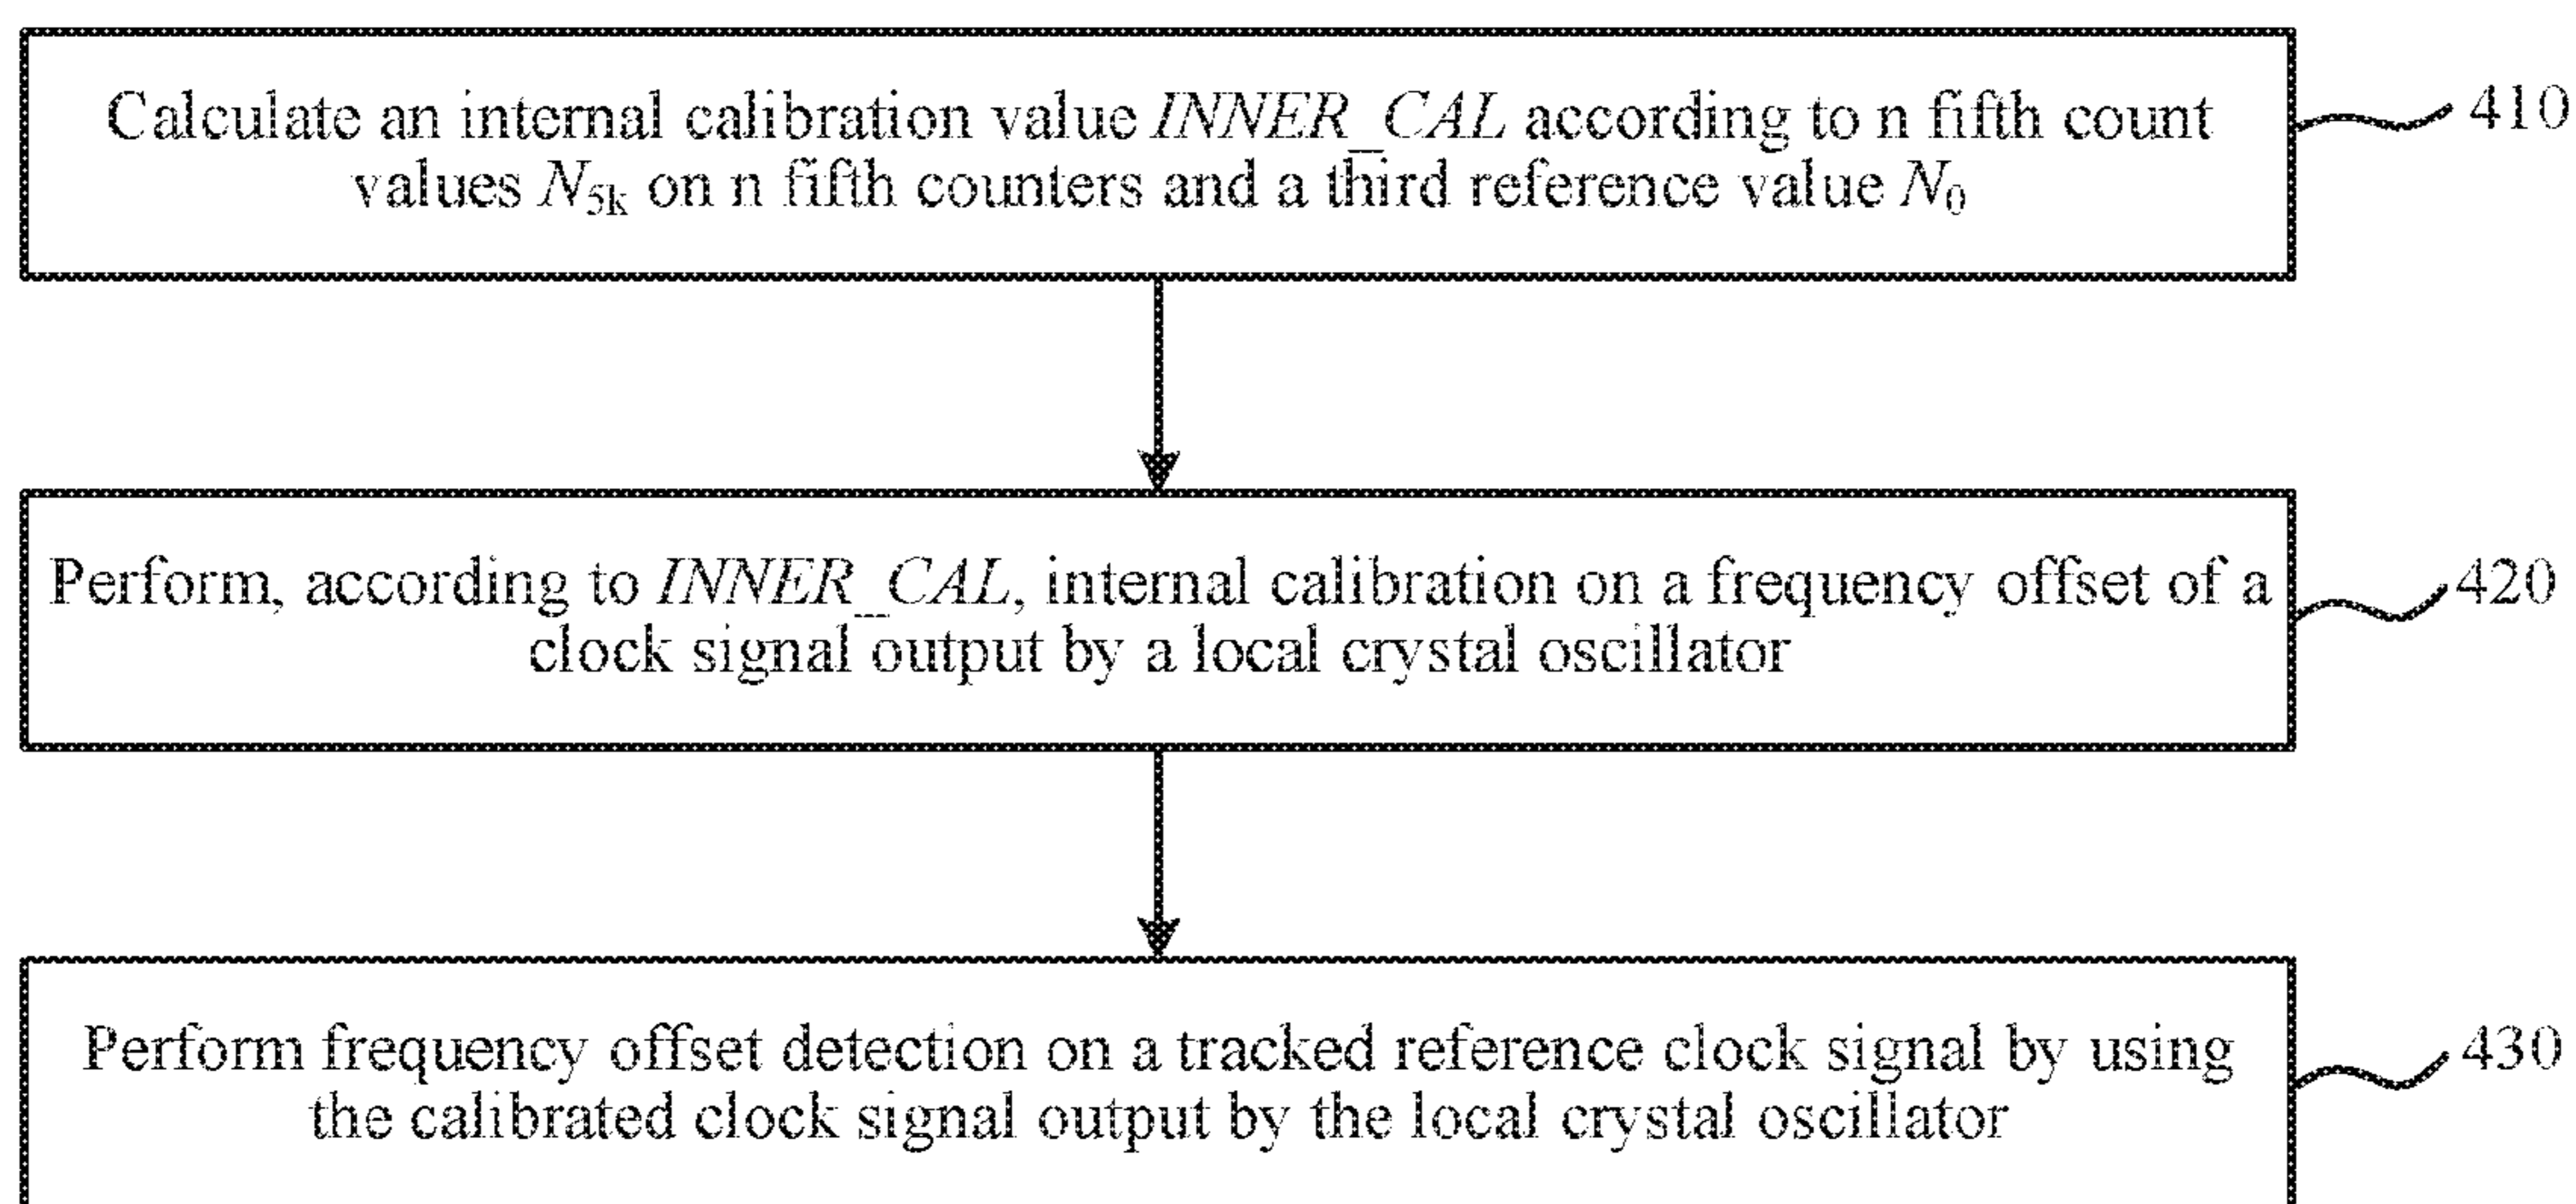 Calculate an internal calibration value INNER_CAL according to n fifth count
values N5k on n fifth counters and a third reference value N0
410
Perform, according to INNER_CAL, internal calibration on a frequency offset of a
clock signal output by a local crystal oscillator
420
Perform frequency offset detection on a tracked reference clock signal by using
the calibrated clock signal output by the local crystal oscillator
430